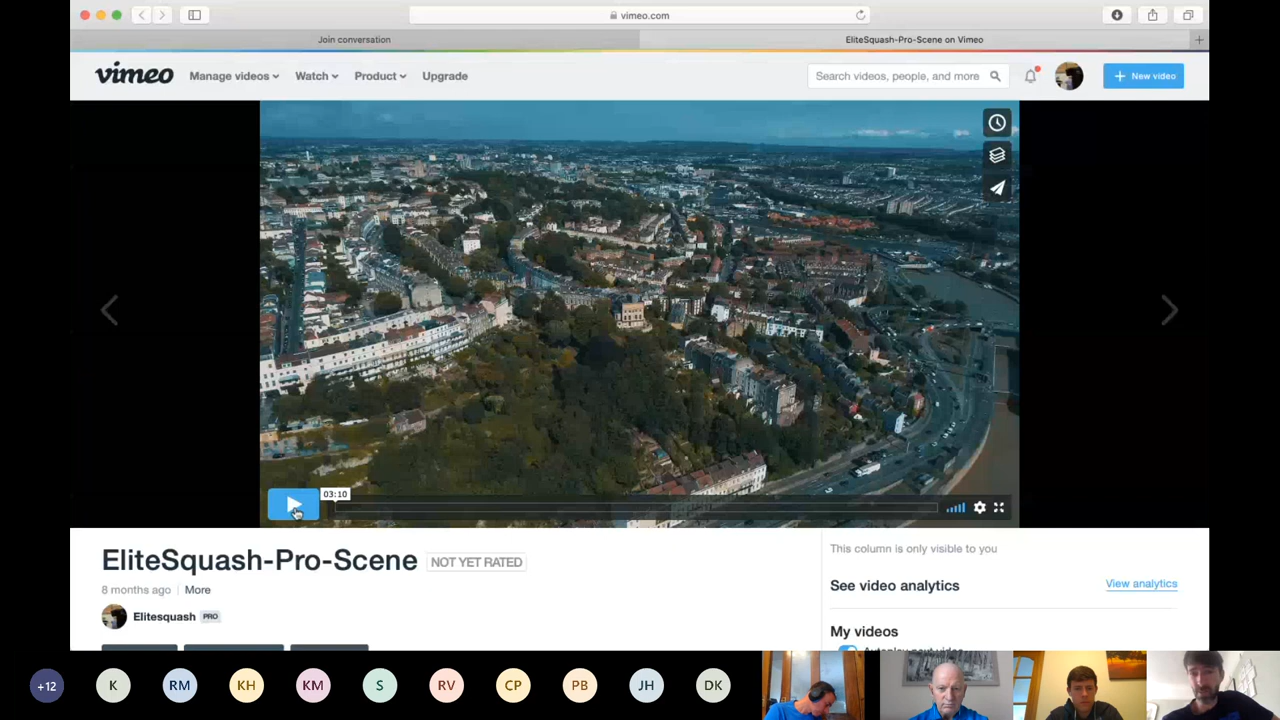 vimeo.com
Join conversation
EliteSquash-Pro-Scene on Vimeo
vimeo
Manage videos
Watch
Product
Upgrade
Search videos, people, and more
New video
03:10
EliteSquash-Pro-Scene
NOT YET RATED
8 months ago
More
Elitesquash
PRO
This column is only visible to you
See video analytics
View analytics
My videos
Autoplay next video
+12
K
RM
KH
KM
S
RV
CP
PB
JH
DK